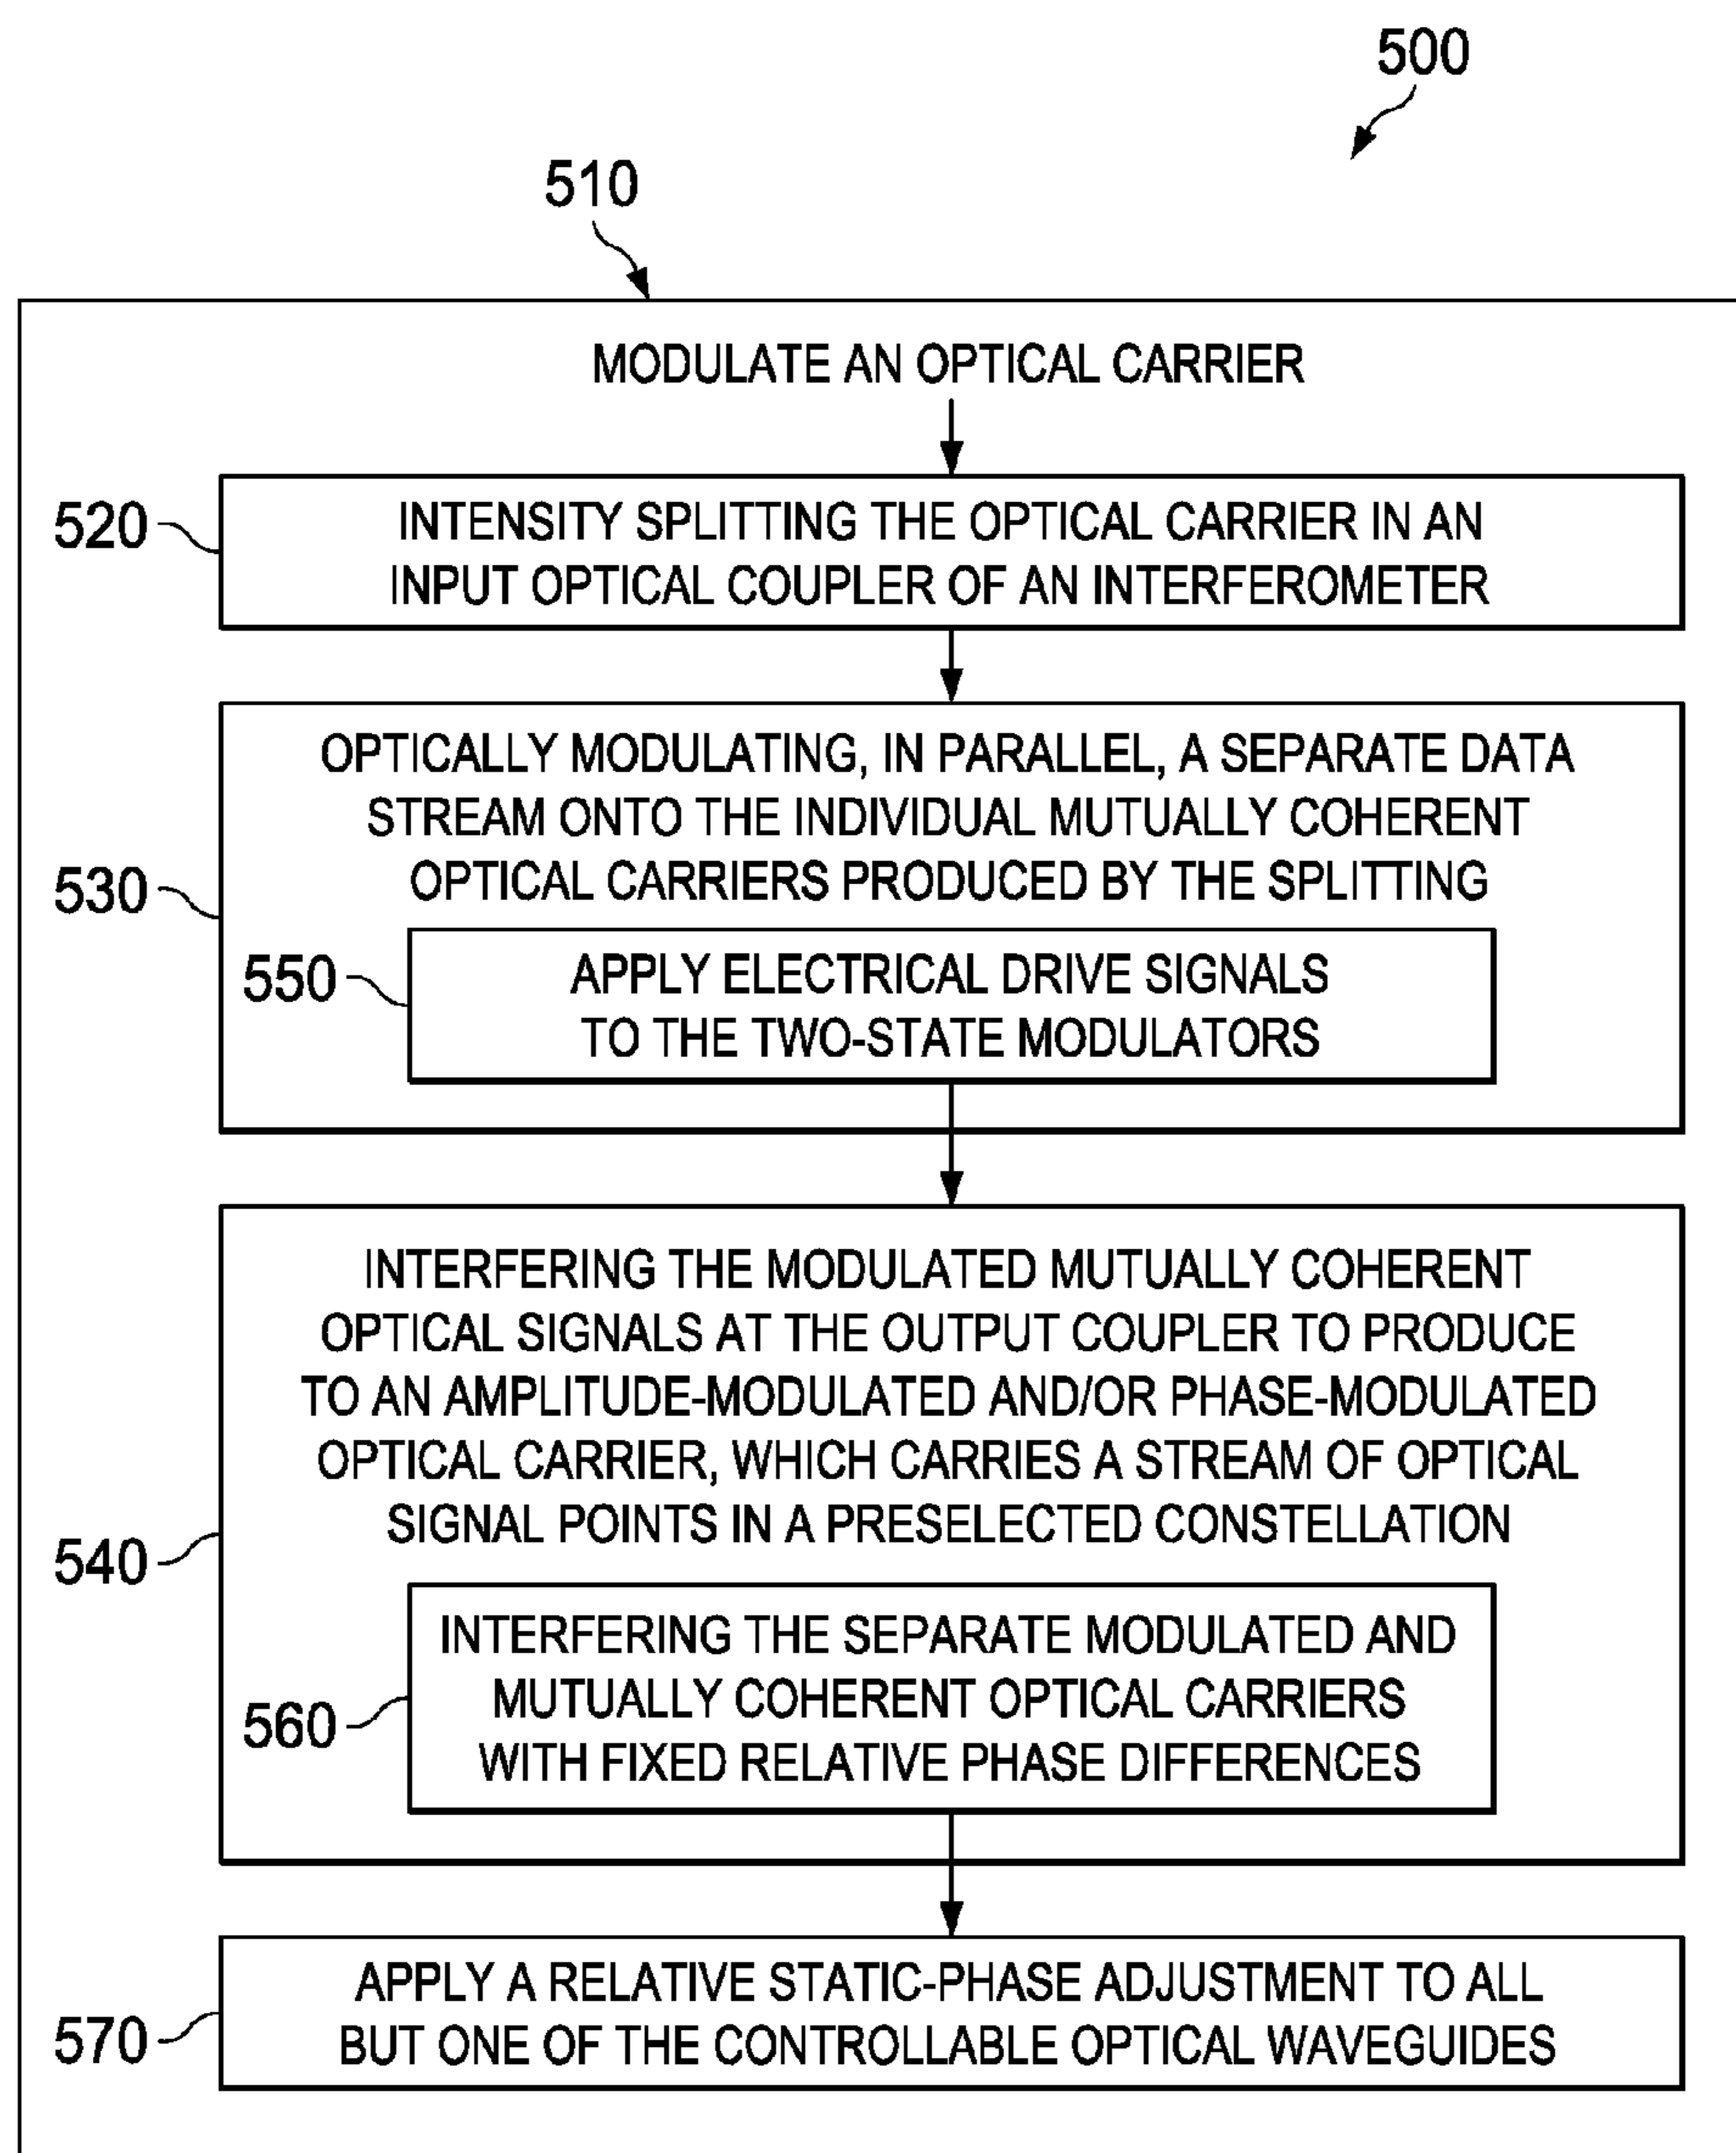 500
510
MODULATE AN OPTICAL CARRIER
520
INTENSITY SPLITTING THE OPTICAL CARRIER IN AN
INPUT OPTICAL COUPLER OF AN INTERFEROMETER
530
OPTICALLY MODULATING, IN PARALLEL, A SEPARATE DATA
STREAM ONTO THE INDIVIDUAL MUTUALLY COHERENT
OPTICAL CARRIERS PRODUCED BY THE SPLITTING
550
APPLY ELECTRICAL DRIVE SIGNALS
TO THE TWO-STATE MODULATORS
540
INTERFERING THE MODULATED MUTUALLY COHERENT
OPTICAL SIGNALS AT THE OUTPUT COUPLER TO PRODUCE
TO AN AMPLITUDE-MODULATED AND/OR PHASE-MODULATED
OPTICAL CARRIER, WHICH CARRIES A STREAM OF OPTICAL
SIGNAL POINTS IN A PRESELECTED CONSTELLATION
560
INTERFERING THE SEPARATE MODULATED AND
MUTUALLY COHERENT OPTICAL CARRIERS
WITH FIXED RELATIVE PHASE DIFFERENCES
570
APPLY A RELATIVE STATIC-PHASE ADJUSTMENT TO ALL
BUT ONE OF THE CONTROLLABLE OPTICAL WAVEGUIDES